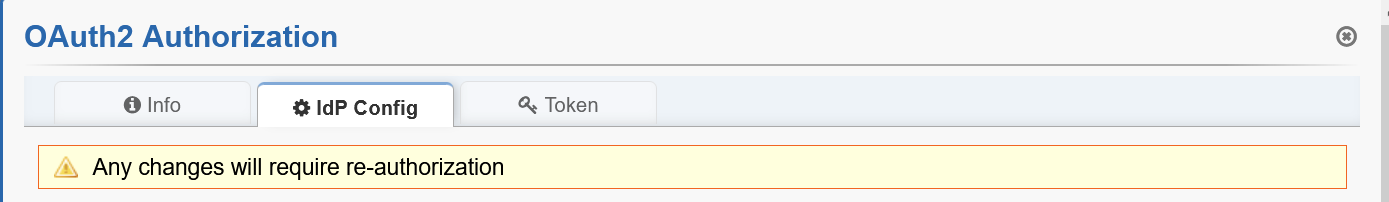 OAuth2 Authorization
Info
IdP Config
Token
Any changes will require re-authorization